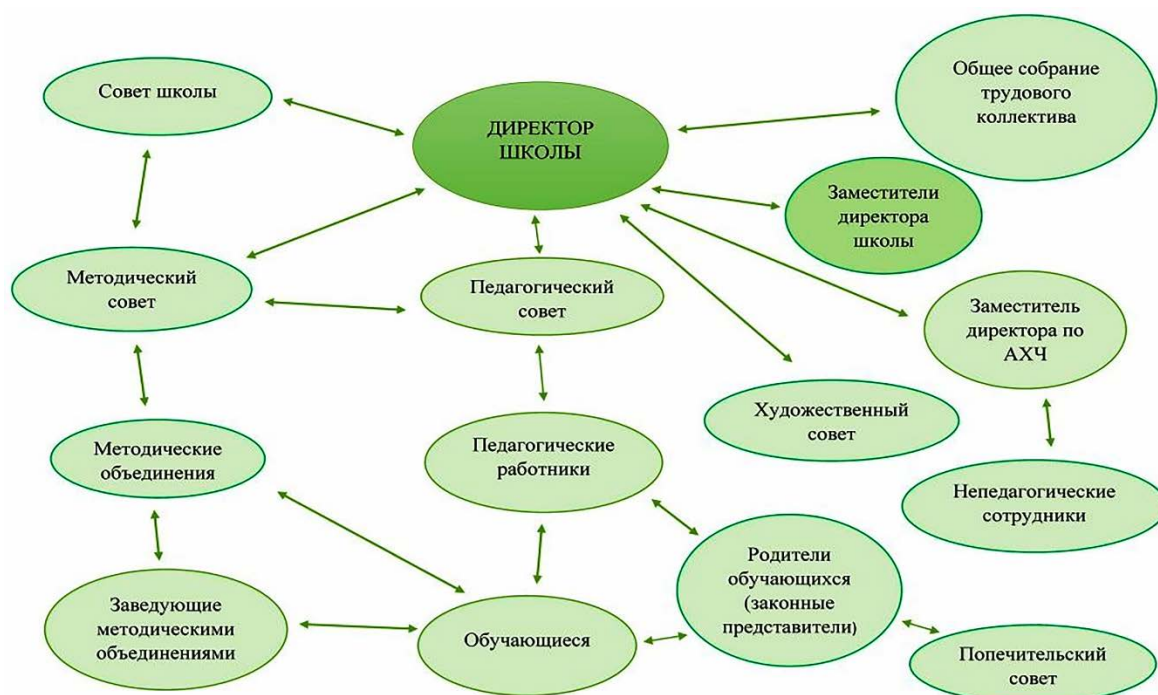 Совет школы
ДИРЕКТОР
ШКОЛЫ
Общее собрание
трудового
коллектива
Заместители
директора
школы
Методический
совет
Педагогический
совет
Заместитель
директора по
АХЧ
Художественный
совет
Методические
объединения
Педагогические
работники
Непедагогические
сотрудники
Родители
обучающихся
(законные
представители)
Заведующие
методическими
объединениями
Обучающиеся
Попечительский
совет